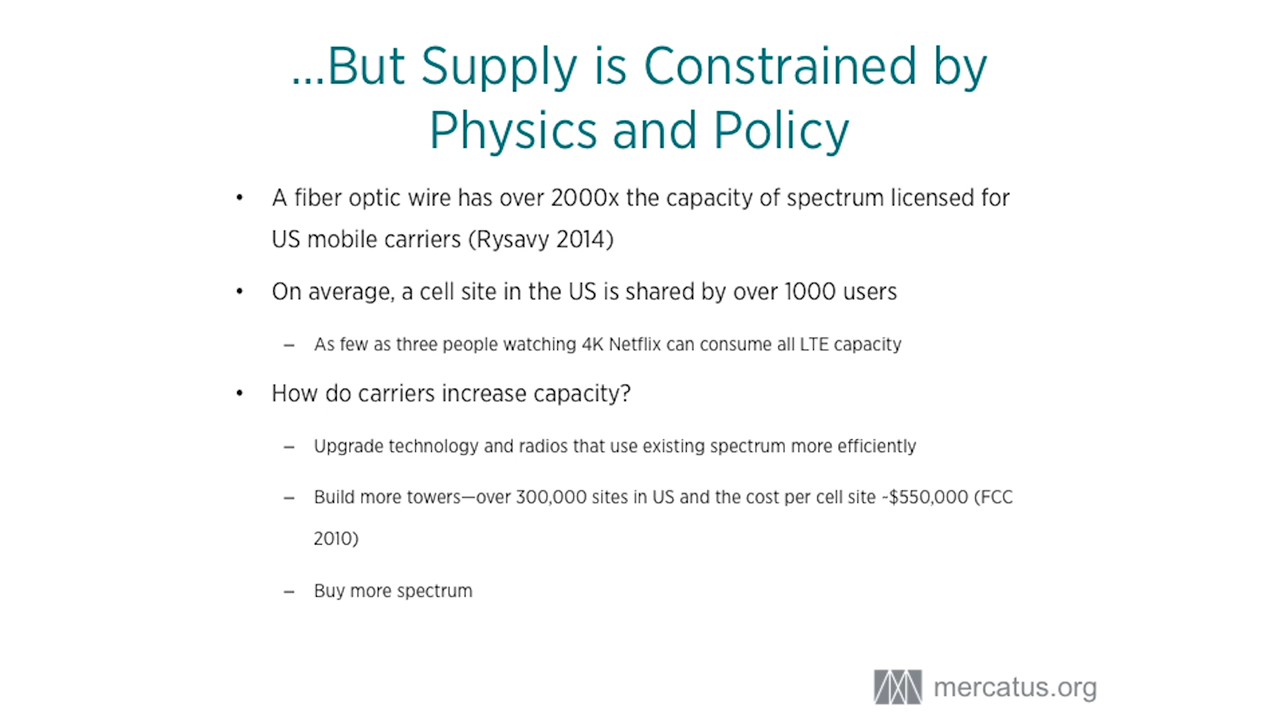 ...But Supply is Constrained by
Physics and Policy
• A fiber optic wire has over 2000x the capacity of spectrum licensed for
US mobile carriers (Rysavy 2014)
• On average, a cell site in the US is shared by over 1000 users
– As few as three people watching 4K Netflix can consume all LTE capacity
• How do carriers increase capacity?
– Upgrade technology and radios that use existing spectrum more efficiently
– Build more towers—over 300,000 sites in US and the cost per cell site ~$550,000 (FCC
2010)
– Buy more spectrum
mercatus.org